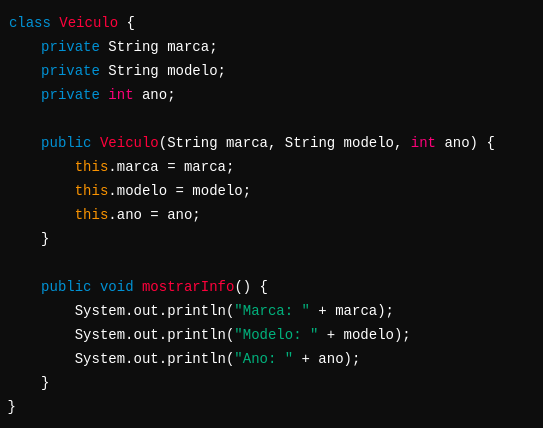 class Veiculo {
    private String marca;
    private String modelo;
    private int ano;

    public Veiculo(String marca, String modelo, int ano) {
        this.marca = marca;
        this.modelo = modelo;
        this.ano = ano;
    }

    public void mostrarInfo() {
        System.out.println("Marca: " + marca);
        System.out.println("Modelo: " + modelo);
        System.out.println("Ano: " + ano);
    }
}